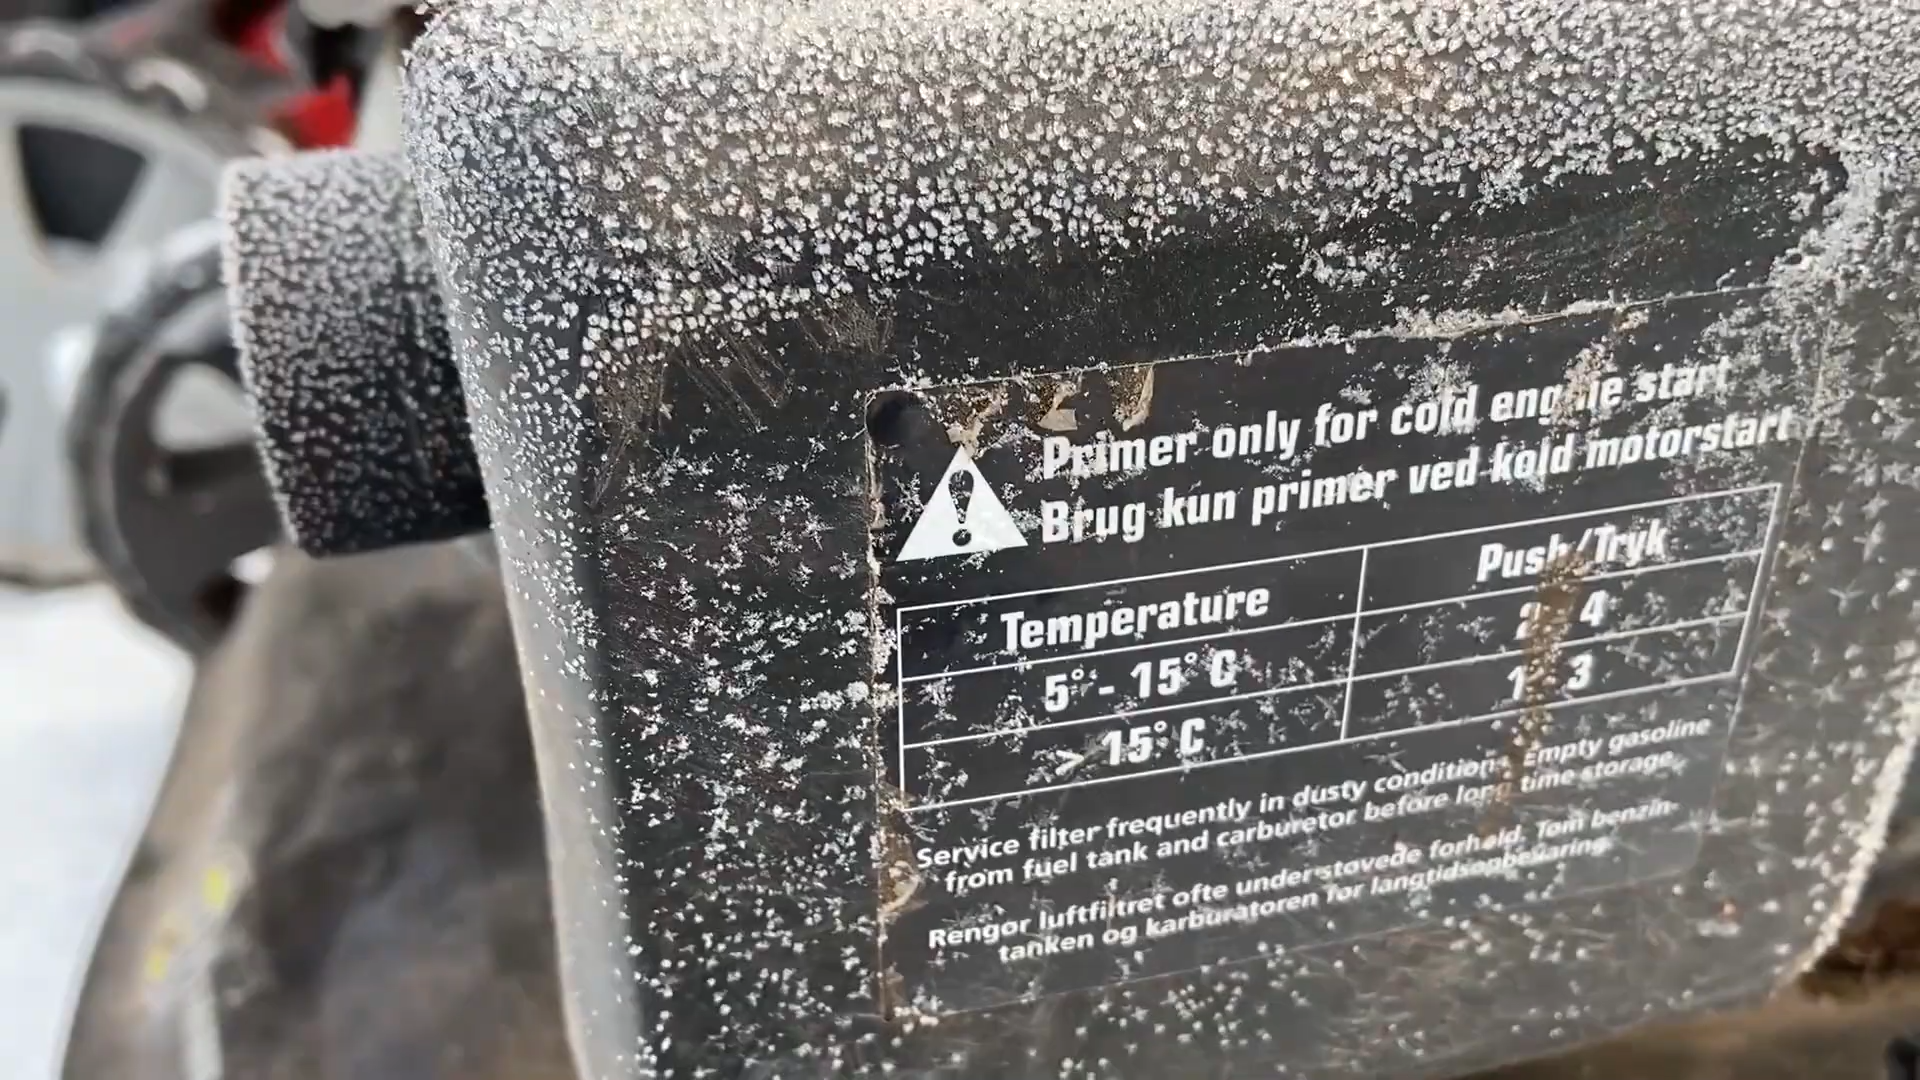 Primer only for cold engine start
Brug kun primer ved kold motorstart
Temperature Push/Tryk
5° - 15° C 2 4
> 15° C 1 3
Service filter frequently in dusty conditions. Empty gasoline
from fuel tank and carburetor before long time storage.
Rengør luftfiltret ofte under støvede forhold. Tøm benzin-
tanken og karburatoren før langtidsopbevaring.